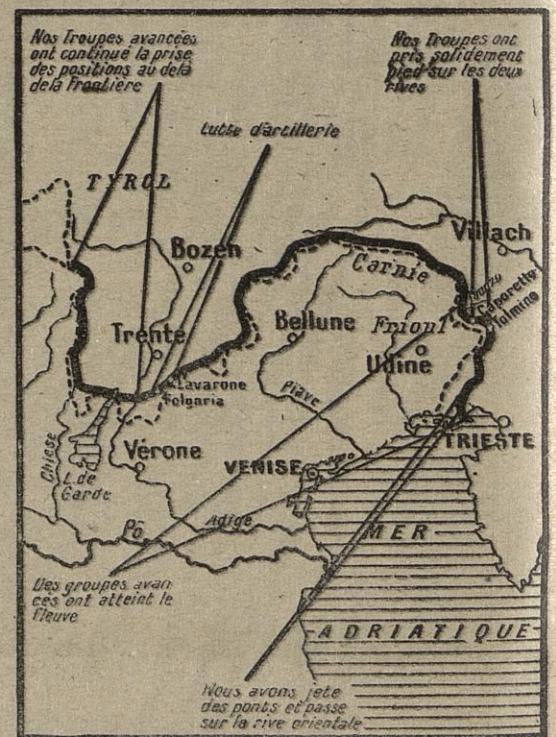 Nos Troupes avancées
ont continué la prise
des positions au delà
de la Frontière
Nos Troupes ont
pris solidement
pied sur les deux
rives
Lutte d'artillerie
TYROL
Villach
Bozen
Carnie
Caporetto
Tolmino
Bellune
Frioul
Trente
Udine
Lavarone
Folgaria
Piave
Chiese
Vérone
VENISE
TRIESTE
L. de
Garde
Adige
Pô
MER
Des groupes avan
cés ont atteint le
fleuve
ADRIATIQUE
Nous avons jeté
des ponts et passé
sur la rive orientale